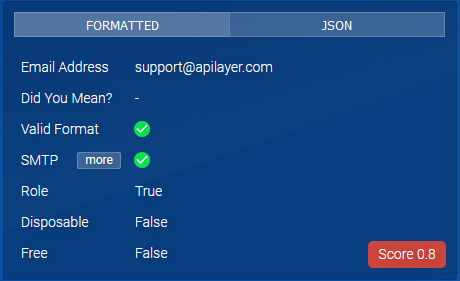 FORMATTED JSON
Email Address support@apilayer.com
Did You Mean? -
Valid Format
SMTP more
Role True
Disposable False
Free False
Score 0.8